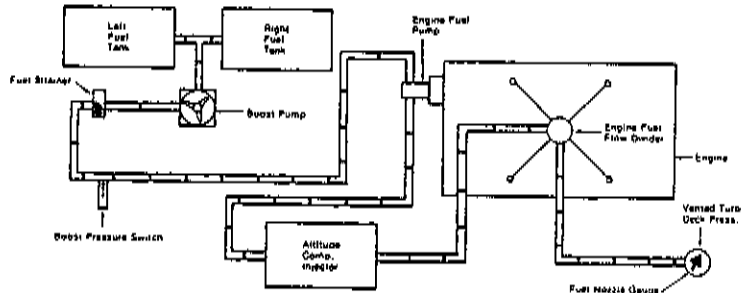 Left
Fuel
Tank
Right
Fuel
Tank
Engine Fuel
Pump
Fuel Strainer
Boost Pump
Engine Fuel
Flow Divider
Engine
Boost Pressure Switch
Altitude
Comp.
Injector
Vented Turbo
Deck Press.
Fuel Nozzle Gauge